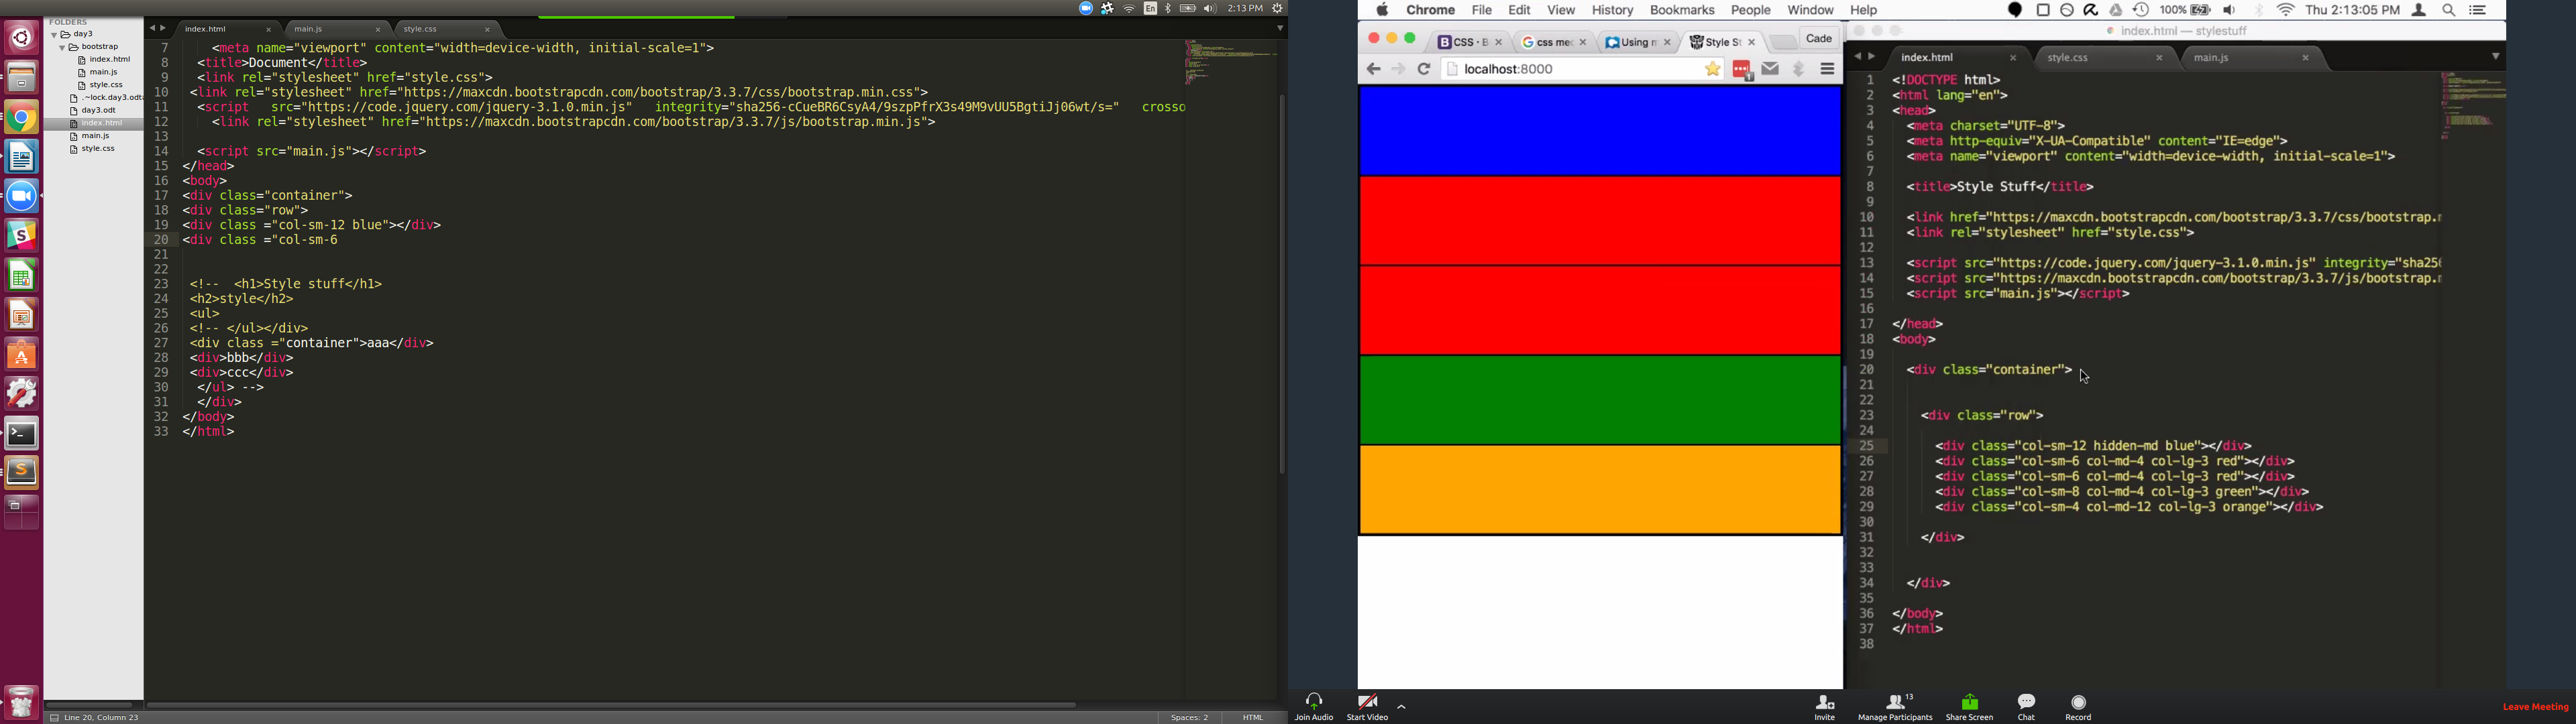 FOLDERS
day3
bootstrap
index.html
main.js
style.css
.~lock.day3.odt
day3.odt
index.html
main.js
style.css
En
2:13 PM
index.html
main.js
style.css
7 <meta name="viewport" content="width=device-width, initial-scale=1">
8 <title>Document</title>
9 <link rel="stylesheet" href="style.css">
10 <link rel="stylesheet" href="https://maxcdn.bootstrapcdn.com/bootstrap/3.3.7/css/bootstrap.min.css">
11 <script src="https://code.jquery.com/jquery-3.1.0.min.js" integrity="sha256-cCueBR6CsyA4/9szpPfrX3s49M9vUU5BgtiJj06wt/s=" crosso
12 <link rel="stylesheet" href="https://maxcdn.bootstrapcdn.com/bootstrap/3.3.7/js/bootstrap.min.js">
13
14 <script src="main.js"></script>
15 </head>
16 <body>
17 <div class="container">
18 <div class="row">
19 <div class ="col-sm-12 blue"></div>
20 <div class ="col-sm-6
21
22
23 <!-- <h1>Style stuff</h1>
24 <h2>style</h2>
25 <ul>
26 <!-- </ul></div>
27 <div class ="container">aaa</div>
28 <div>bbb</div>
29 <div>ccc</div>
30 </ul> -->
31 </div>
32 </body>
33 </html>
Line 20, Column 23
Spaces: 2
HTML
Chrome File Edit View History Bookmarks People Window Help
100%
Thu 2:13:05 PM
CSS · B
css me
Using m
Style St
Cade
localhost:8000
index.html — stylestuff
index.html
style.css
main.js
1 <!DOCTYPE html>
2 <html lang="en">
3 <head>
4 <meta charset="UTF-8">
5 <meta http-equiv="X-UA-Compatible" content="IE=edge">
6 <meta name="viewport" content="width=device-width, initial-scale=1">
7
8 <title>Style Stuff</title>
9
10 <link href="https://maxcdn.bootstrapcdn.com/bootstrap/3.3.7/css/bootstrap.m
11 <link rel="stylesheet" href="style.css">
12
13 <script src="https://code.jquery.com/jquery-3.1.0.min.js" integrity="sha256
14 <script src="https://maxcdn.bootstrapcdn.com/bootstrap/3.3.7/js/bootstrap.m
15 <script src="main.js"></script>
16
17 </head>
18 <body>
19
20 <div class="container">
21
22
23 <div class="row">
24
25 <div class="col-sm-12 hidden-md blue"></div>
26 <div class="col-sm-6 col-md-4 col-lg-3 red"></div>
27 <div class="col-sm-6 col-md-4 col-lg-3 red"></div>
28 <div class="col-sm-8 col-md-4 col-lg-3 green"></div>
29 <div class="col-sm-4 col-md-12 col-lg-3 orange"></div>
30
31 </div>
32
33
34 </div>
35
36 </body>
37 </html>
38
Join Audio
Start Video
Invite
13
Manage Participants
Share Screen
Chat
Record
Leave Meeting